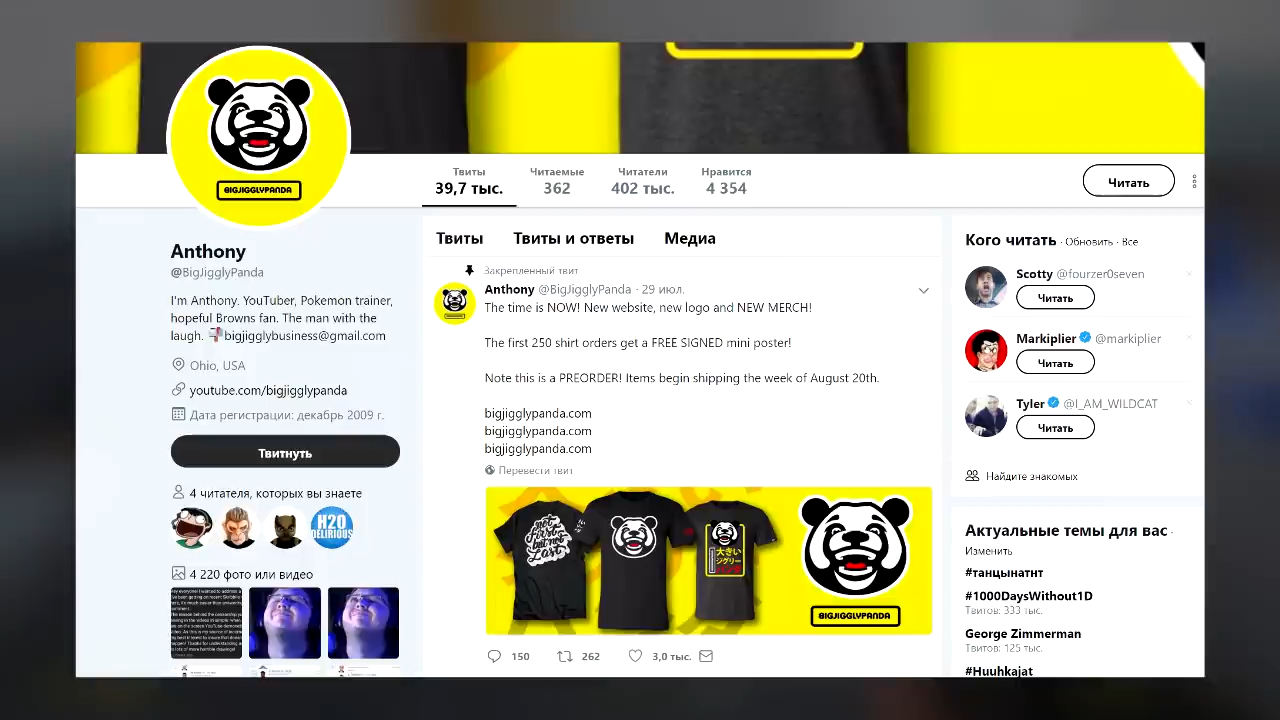 BIGJIGGLYPANDA
Твиты
39,7 тыс.
Читаемые
362
Читатели
402 тыс.
Нравится
4 354
Читать
Anthony
@BigJigglyPanda
I'm Anthony. YouTuber, Pokemon trainer,
hopeful Browns fan. The man with the
laugh. bigjigglybusiness@gmail.com
Ohio, USA
youtube.com/bigjigglypanda
Дата регистрации: декабрь 2009 г.
Твитнуть
4 читателя, которых вы знаете
H2O
DELIRIOUS
4 220 фото или видео
Твиты Твиты и ответы Медиа
Закрепленный твит
Anthony @BigJigglyPanda · 29 июл.
The time is NOW! New website, new logo and NEW MERCH!
The first 250 shirt orders get a FREE SIGNED mini poster!
Note this is a PREORDER! Items begin shipping the week of August 20th.
bigjigglypanda.com
bigjigglypanda.com
bigjigglypanda.com
Перевести твит
大きい
ジグリー
パンダ
BIGJIGGLYPANDA
150 262 3,0 тыс.
Кого читать · Обновить · Все
Scotty @fourzer0seven
Читать
Markiplier @markiplier
Читать
Tyler @I_AM_WILDCAT
Читать
Найдите знакомых
Актуальные темы для вас ·
Изменить
#танцынатнт
#1000DaysWithout1D
Твитов: 333 тыс.
George Zimmerman
Твитов: 125 тыс.
#Huuhkajat